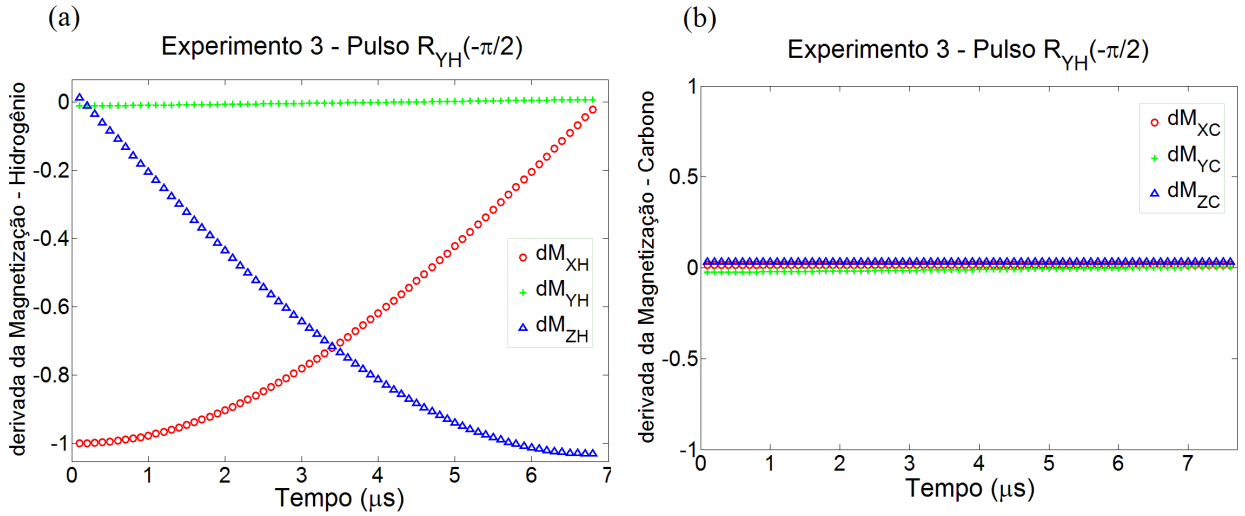 (a)
Experimento 3 - Pulso R_YH(-π/2)
derivada da Magnetização - Hidrogênio
0
-0.2
-0.4
-0.6
-0.8
-1
dM_XH
dM_YH
dM_ZH
0 1 2 3 4 5 6 7
Tempo (μs)
(b)
Experimento 3 - Pulso R_YH(-π/2)
derivada da Magnetização - Carbono
1
0.5
0
-0.5
-1
dM_XC
dM_YC
dM_ZC
0 1 2 3 4 5 6 7
Tempo (μs)